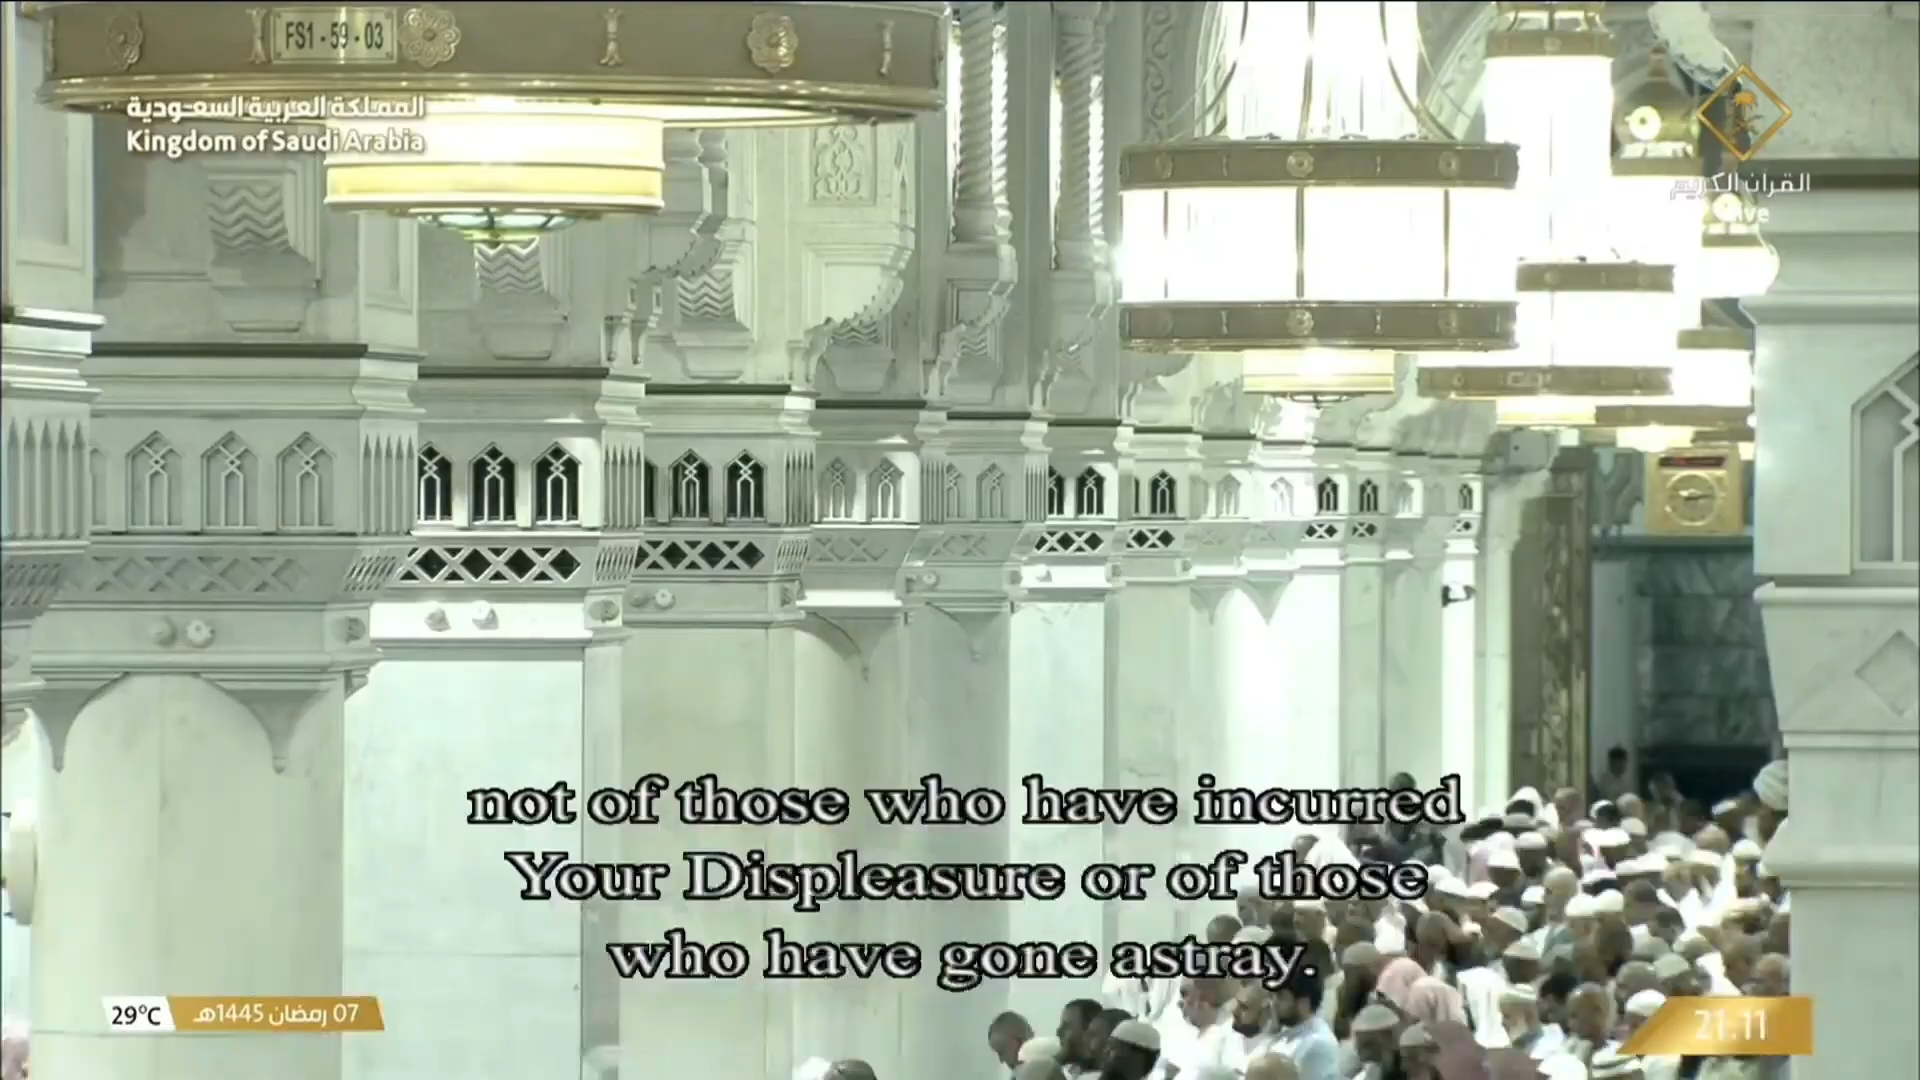 FS1 - 59 - 03
المملكة العربية السعودية
Kingdom of Saudi Arabia
القرآن الكريم
Live
not of those who have incurred
Your Displeasure or of those
who have gone astray.
29°C
07 رمضان 1445هـ
21:11